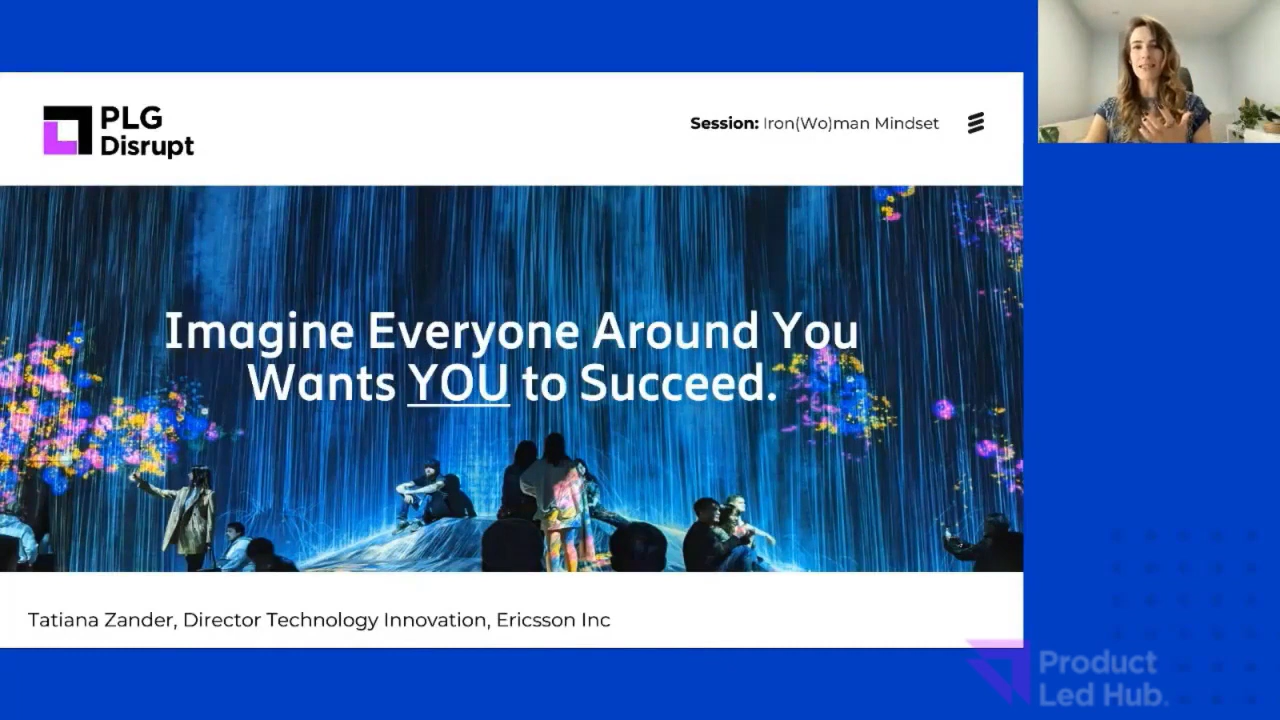 PLG
Disrupt
Session: Iron(Wo)man Mindset
Imagine Everyone Around You
Wants YOU to Succeed.
Tatiana Zander, Director Technology Innovation, Ericsson Inc
Product
Led Hub.